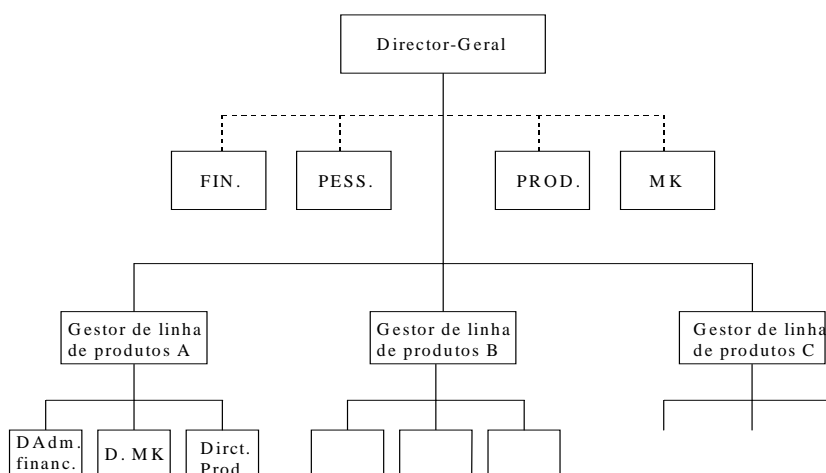 Director-Geral
FIN.
PESS.
PROD.
MK
Gestor de linha
de produtos A
Gestor de linha
de produtos B
Gestor de linha
de produtos C
DAdm.
financ.
D. MK
Dirct.
Prod